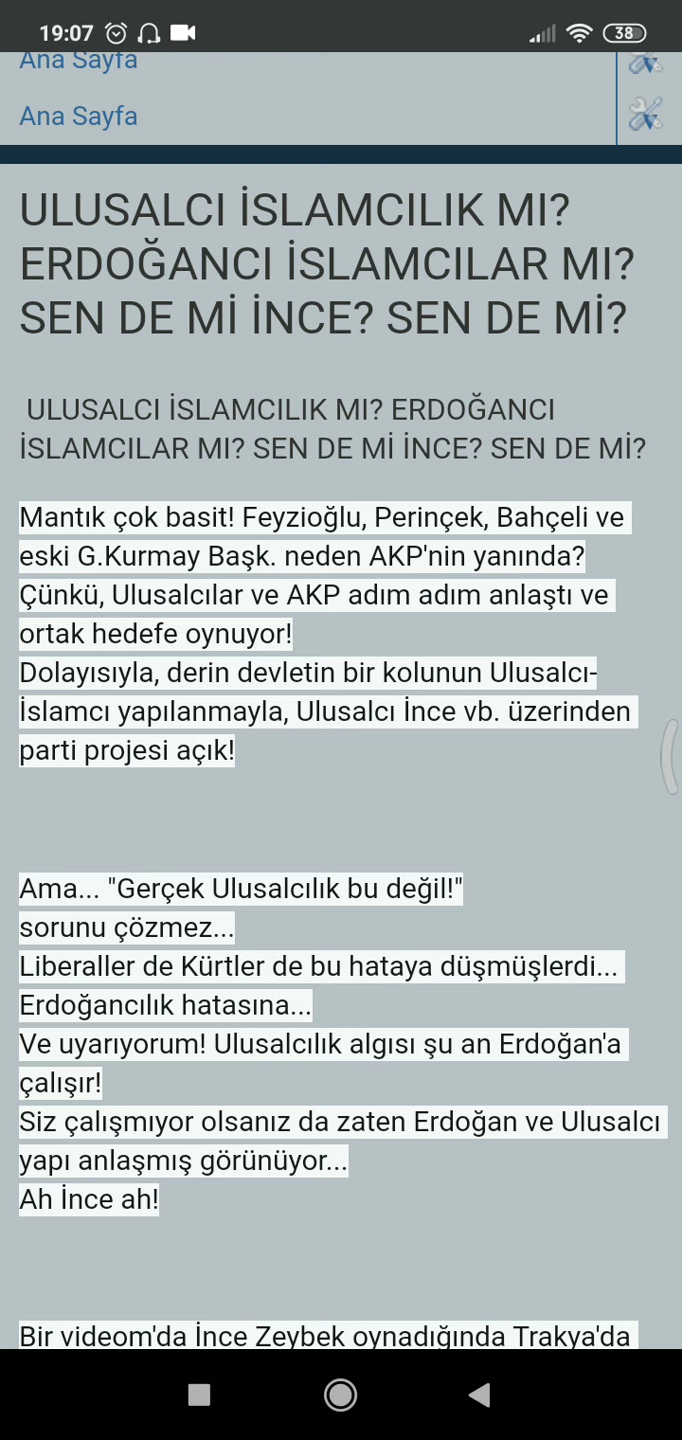 19:07
38
Ana Sayfa
Ana Sayfa
ULUSALCI İSLAMCILIK MI?
ERDOĞANCI İSLAMCILAR MI?
SEN DE Mİ İNCE? SEN DE Mİ?
ULUSALCI İSLAMCILIK MI? ERDOĞANCI
İSLAMCILAR MI? SEN DE Mİ İNCE? SEN DE Mİ?
Mantık çok basit! Feyzioğlu, Perinçek, Bahçeli ve
eski G.Kurmay Başk. neden AKP'nin yanında?
Çünkü, Ulusalcılar ve AKP adım adım anlaştı ve
ortak hedefe oynuyor!
Dolayısıyla, derin devletin bir kolunun Ulusalcı-
İslamcı yapılanmayla, Ulusalcı İnce vb. üzerinden
parti projesi açık!
Ama... "Gerçek Ulusalcılık bu değil!"
sorunu çözmez...
Liberaller de Kürtler de bu hataya düşmüşlerdi...
Erdoğancılık hatasına...
Ve uyarıyorum! Ulusalcılık algısı şu an Erdoğan'a
çalışır!
Siz çalışmıyor olsanız da zaten Erdoğan ve Ulusalcı
yapı anlaşmış görünüyor...
Ah İnce ah!
Bir videom'da İnce Zeybek oynadığında Trakya'da